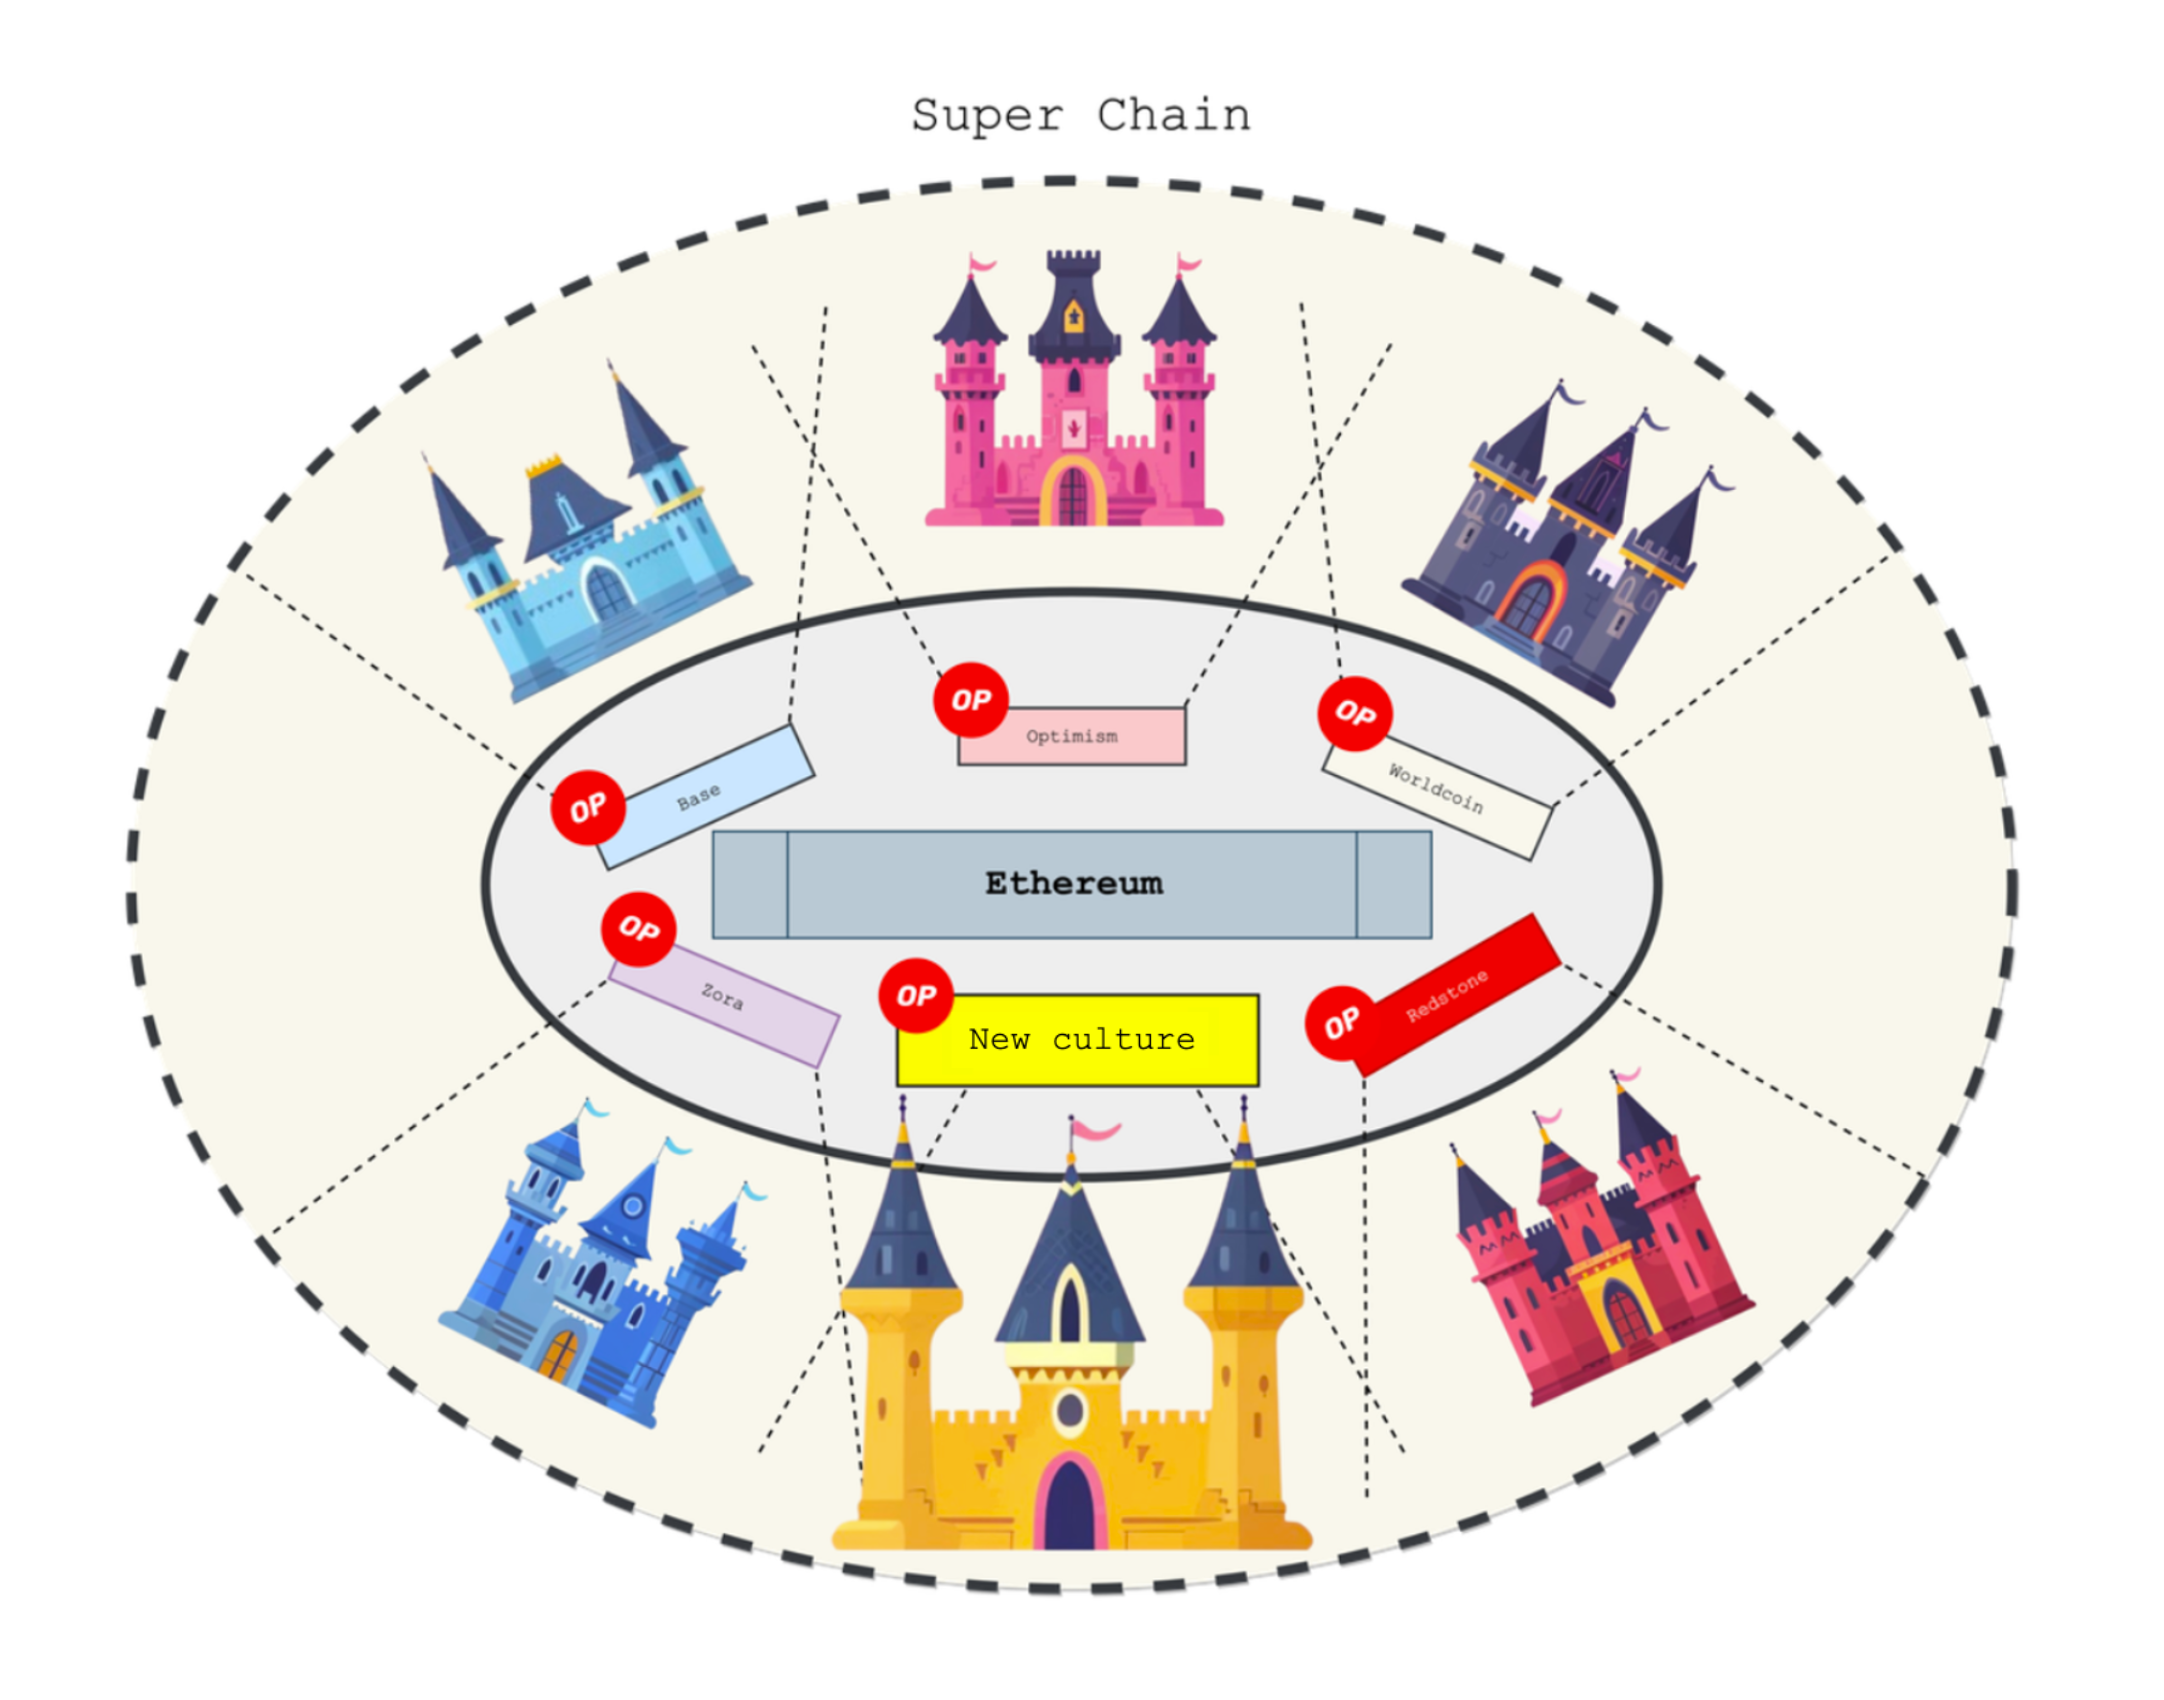 Super Chain
OP
Optimism
OP
Worldcoin
OP
Base
Ethereum
OP
Zora
OP
New culture
OP
Redstone